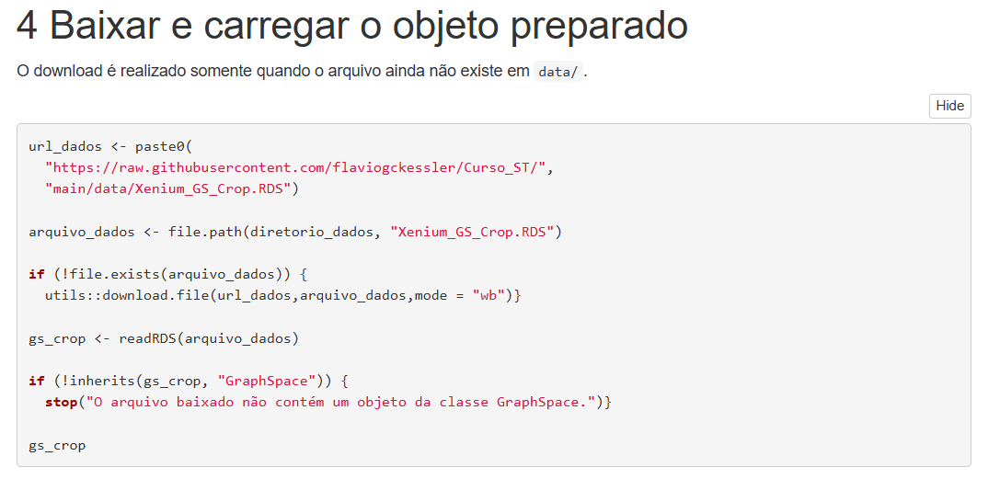 4 Baixar e carregar o objeto preparado
O download é realizado somente quando o arquivo ainda não existe em data/ .
Hide
url_dados <- paste0(
  "https://raw.githubusercontent.com/flaviogckessler/Curso_ST/",
  "main/data/Xenium_GS_Crop.RDS")
arquivo_dados <- file.path(diretorio_dados, "Xenium_GS_Crop.RDS")
if (!file.exists(arquivo_dados)) {
  utils::download.file(url_dados,arquivo_dados,mode = "wb")}
gs_crop <- readRDS(arquivo_dados)
if (!inherits(gs_crop, "GraphSpace")) {
  stop("O arquivo baixado não contém um objeto da classe GraphSpace.")}
gs_crop